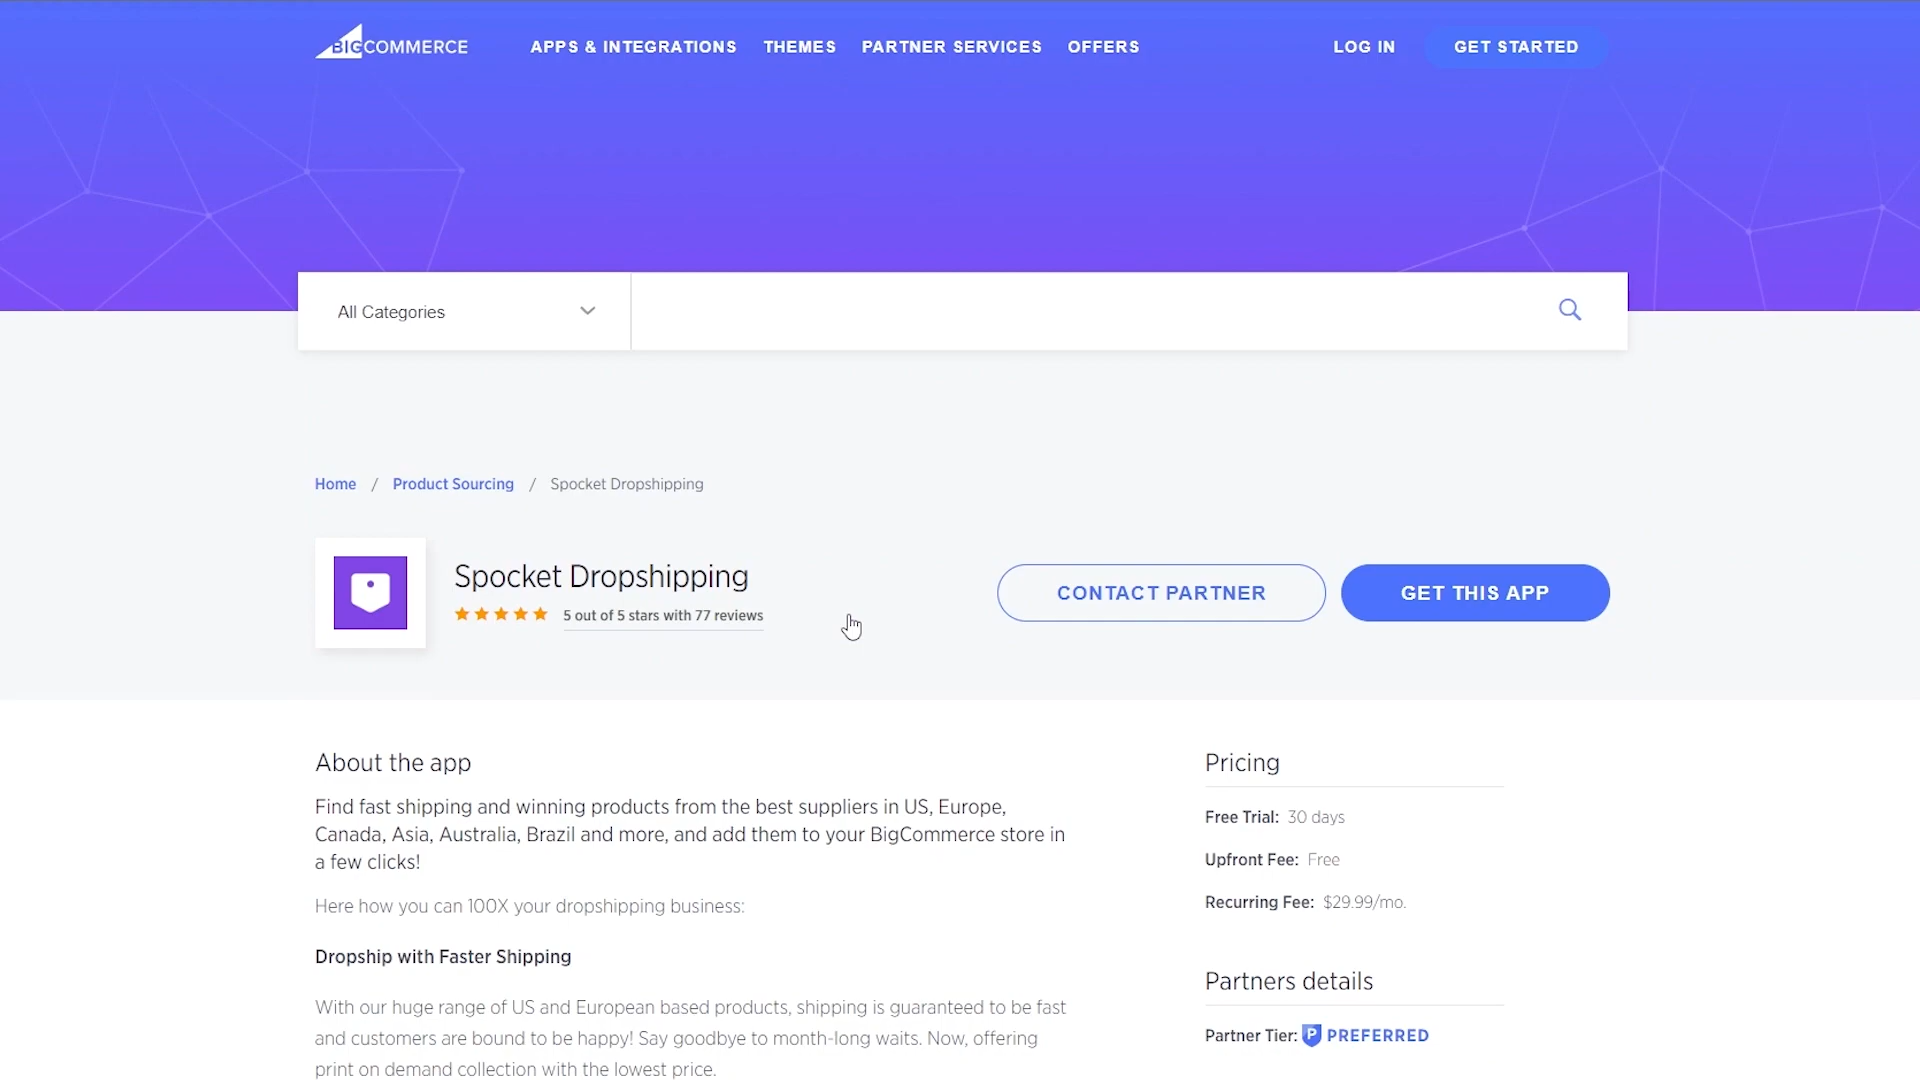 BIGCOMMERCE
APPS & INTEGRATIONS THEMES PARTNER SERVICES OFFERS LOG IN GET STARTED
All Categories
Home / Product Sourcing / Spocket Dropshipping
Spocket Dropshipping
5 out of 5 stars with 77 reviews
CONTACT PARTNER GET THIS APP
About the app
Find fast shipping and winning products from the best suppliers in US, Europe,
Canada, Asia, Australia, Brazil and more, and add them to your BigCommerce store in
a few clicks!
Here how you can 100X your dropshipping business:
Dropship with Faster Shipping
With our huge range of US and European based products, shipping is guaranteed to be fast
and customers are bound to be happy! Say goodbye to month-long waits. Now, offering
print on demand collection with the lowest price.
Pricing
Free Trial: 30 days
Upfront Fee: Free
Recurring Fee: $29.99/mo.
Partners details
Partner Tier: P PREFERRED